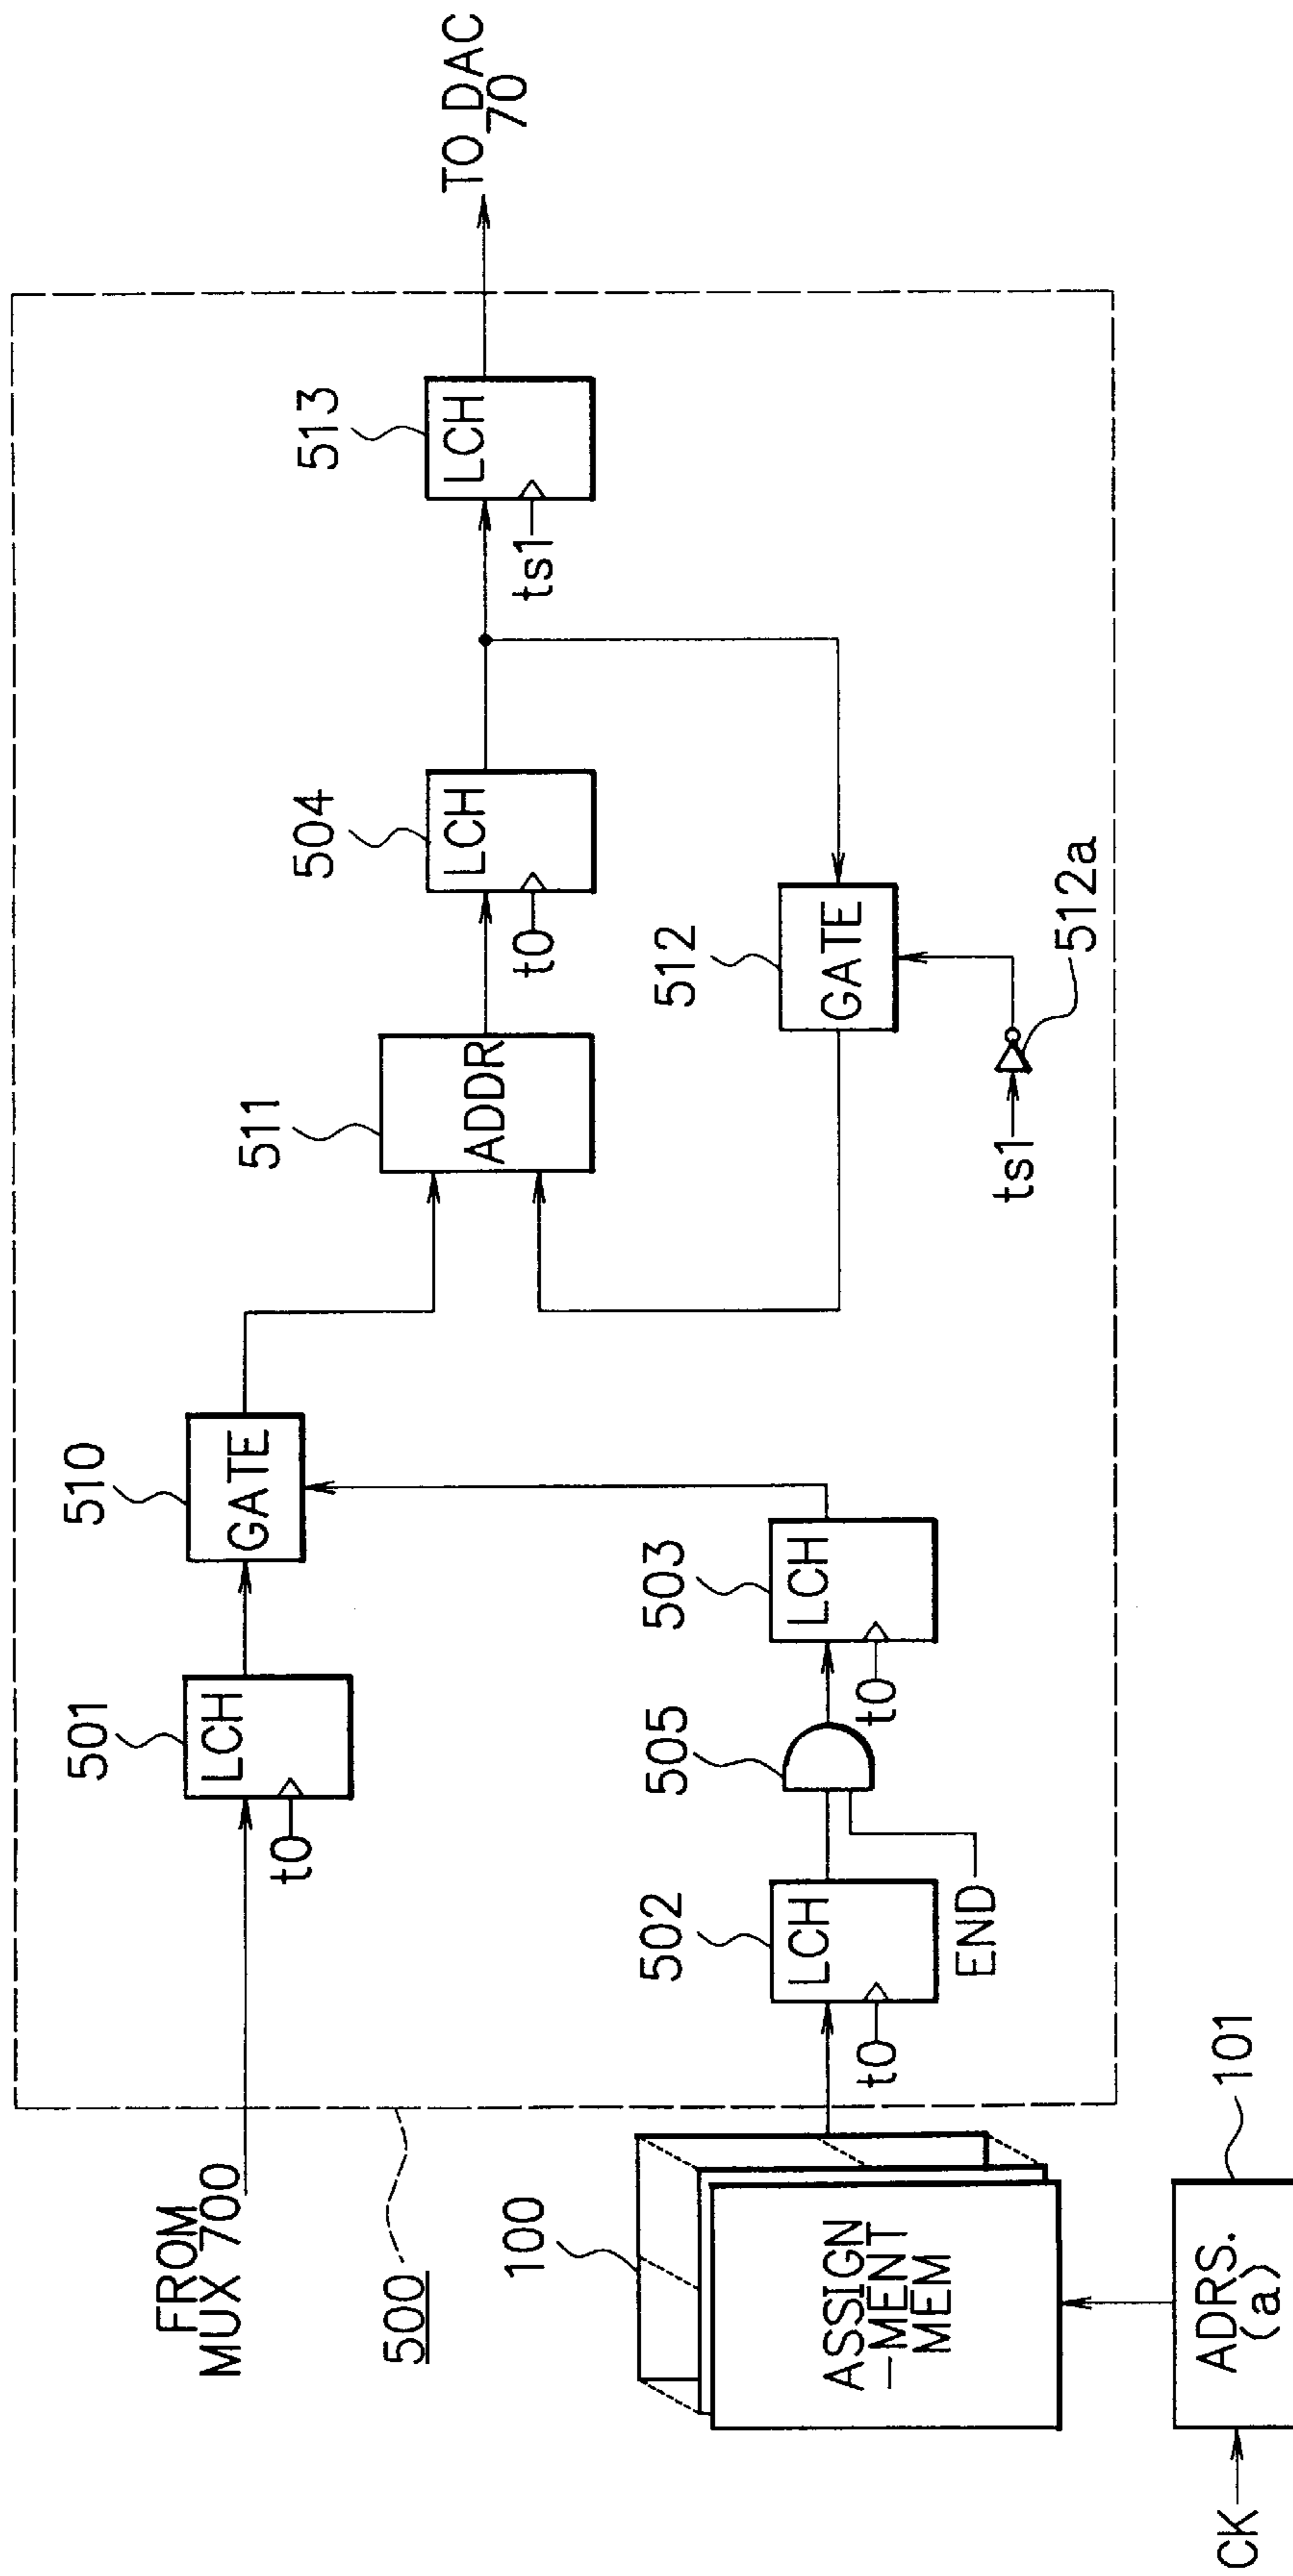 FROM
MUX 700
500
501
LCH
t0
510
GATE
511
ADDR
504
LCH
t0
513
LCH
ts1
TO DAC
70
512
GATE
ts1
512a
100
ASSIGN
-MENT
MEM
502
LCH
t0
END
505
503
LCH
t0
CK
ADRS.
(a)
101